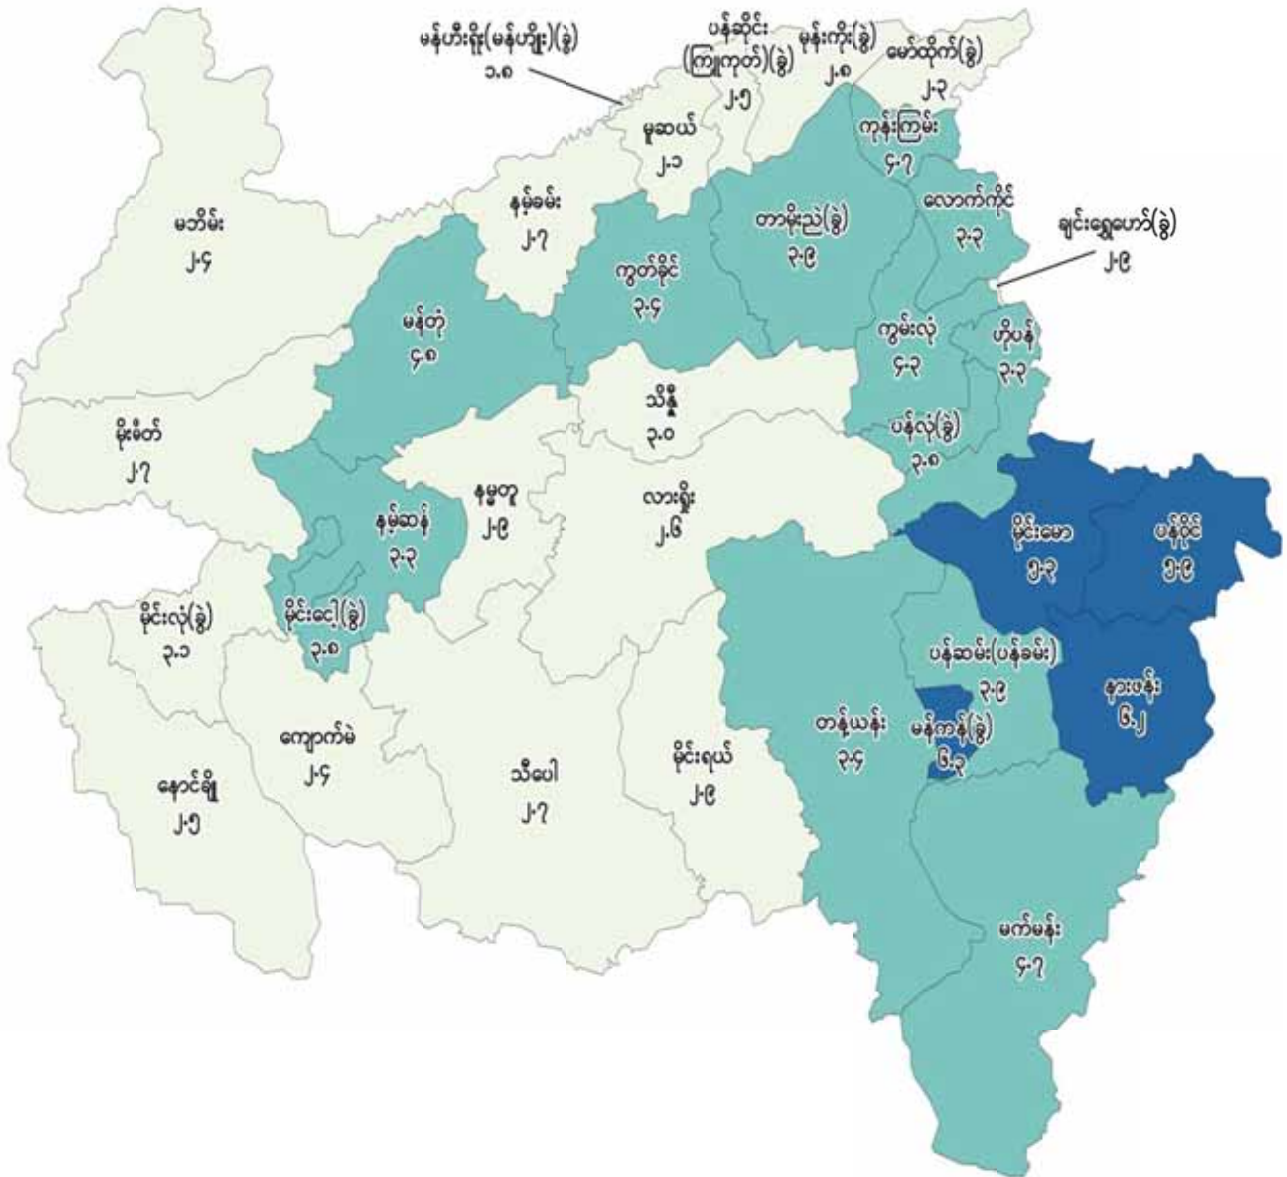 မန်ဟီးရိုး(မန်ဟျိုး)(ခွဲ)
၁.၈
ပန်ဆိုင်း
(ကြူကုတ်)(ခွဲ)
၂.၅
မုန်းကိုး(ခွဲ)
၂.၈
မော်ထိုက်(ခွဲ)
၂.၃
မူဆယ်
၂.၁
ကုန်းကြမ်း
၄.၇
နမ့်ခမ်း
၂.၇
မဘိမ်း
၂.၄
တာမိုးညဲ(ခွဲ)
၃.၉
လောက်ကိုင်
၃.၃
ချင်းရွှေဟော်(ခွဲ)
၂.၉
ကွတ်ခိုင်
၃.၄
မန်တုံ
၄.၈
ကွမ်းလုံ
၄.၃
ဟိုပန်
၃.၃
သိန္နီ
၃.၀
မိုးမိတ်
၂.၇
ပန်လုံ(ခွဲ)
၃.၈
နမ္မတူ
၂.၉
လားရှိုး
၂.၆
နမ့်ဆန်
၃.၃
မိုင်းမော
၅.၃
ပန်ဝိုင်
၅.၉
မိုင်းလုံ(ခွဲ)
၃.၁
မိုင်းငေါ့(ခွဲ)
၃.၈
ပန်ဆမ်း(ပန်ခမ်း)
၃.၉
နားဖန်း
၆.၂
မန်ကန်(ခွဲ)
၆.၃
တန့်ယန်း
၃.၄
ကျောက်မဲ
၂.၄
မိုင်းရယ်
၂.၉
သီပေါ
၂.၇
နောင်ချို
၂.၅
မက်မန်း
၄.၇